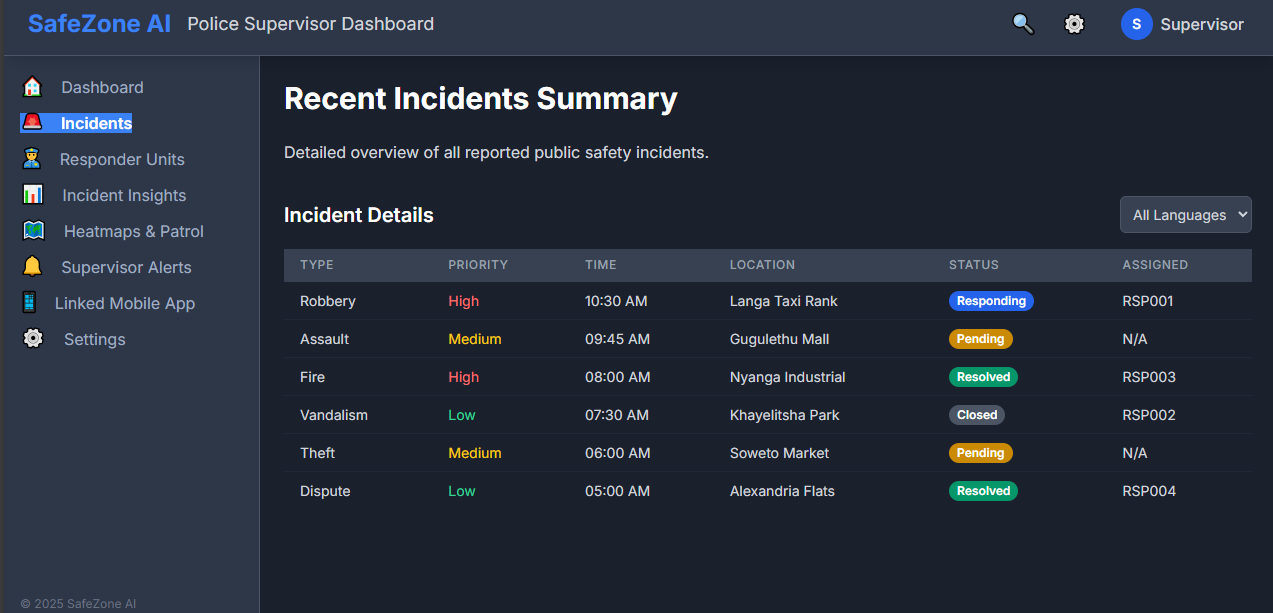 SafeZone AI Police Supervisor Dashboard S Supervisor
Dashboard
Incidents
Responder Units
Incident Insights
Heatmaps & Patrol
Supervisor Alerts
Linked Mobile App
Settings
© 2025 SafeZone AI
Recent Incidents Summary
Detailed overview of all reported public safety incidents.
Incident Details All Languages
TYPE PRIORITY TIME LOCATION STATUS ASSIGNED
Robbery High 10:30 AM Langa Taxi Rank Responding RSP001
Assault Medium 09:45 AM Gugulethu Mall Pending N/A
Fire High 08:00 AM Nyanga Industrial Resolved RSP003
Vandalism Low 07:30 AM Khayelitsha Park Closed RSP002
Theft Medium 06:00 AM Soweto Market Pending N/A
Dispute Low 05:00 AM Alexandria Flats Resolved RSP004